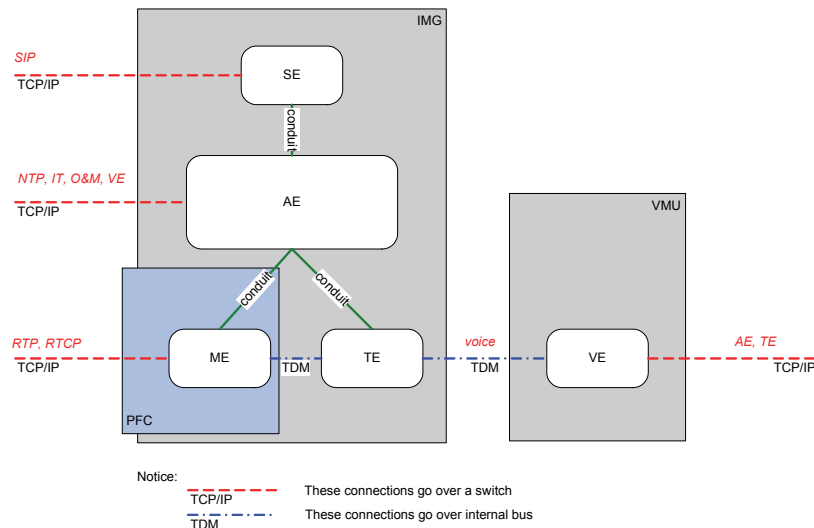 IMG
SIP
TCP/IP
SE
conduit
NTP, IT, O&M, VE
TCP/IP
AE
VMU
conduit
conduit
RTP, RTCP
TCP/IP
ME
TDM
TE
voice
TDM
VE
AE, TE
TCP/IP
PFC
Notice:
TCP/IP
These connections go over a switch
TDM
These connections go over internal bus